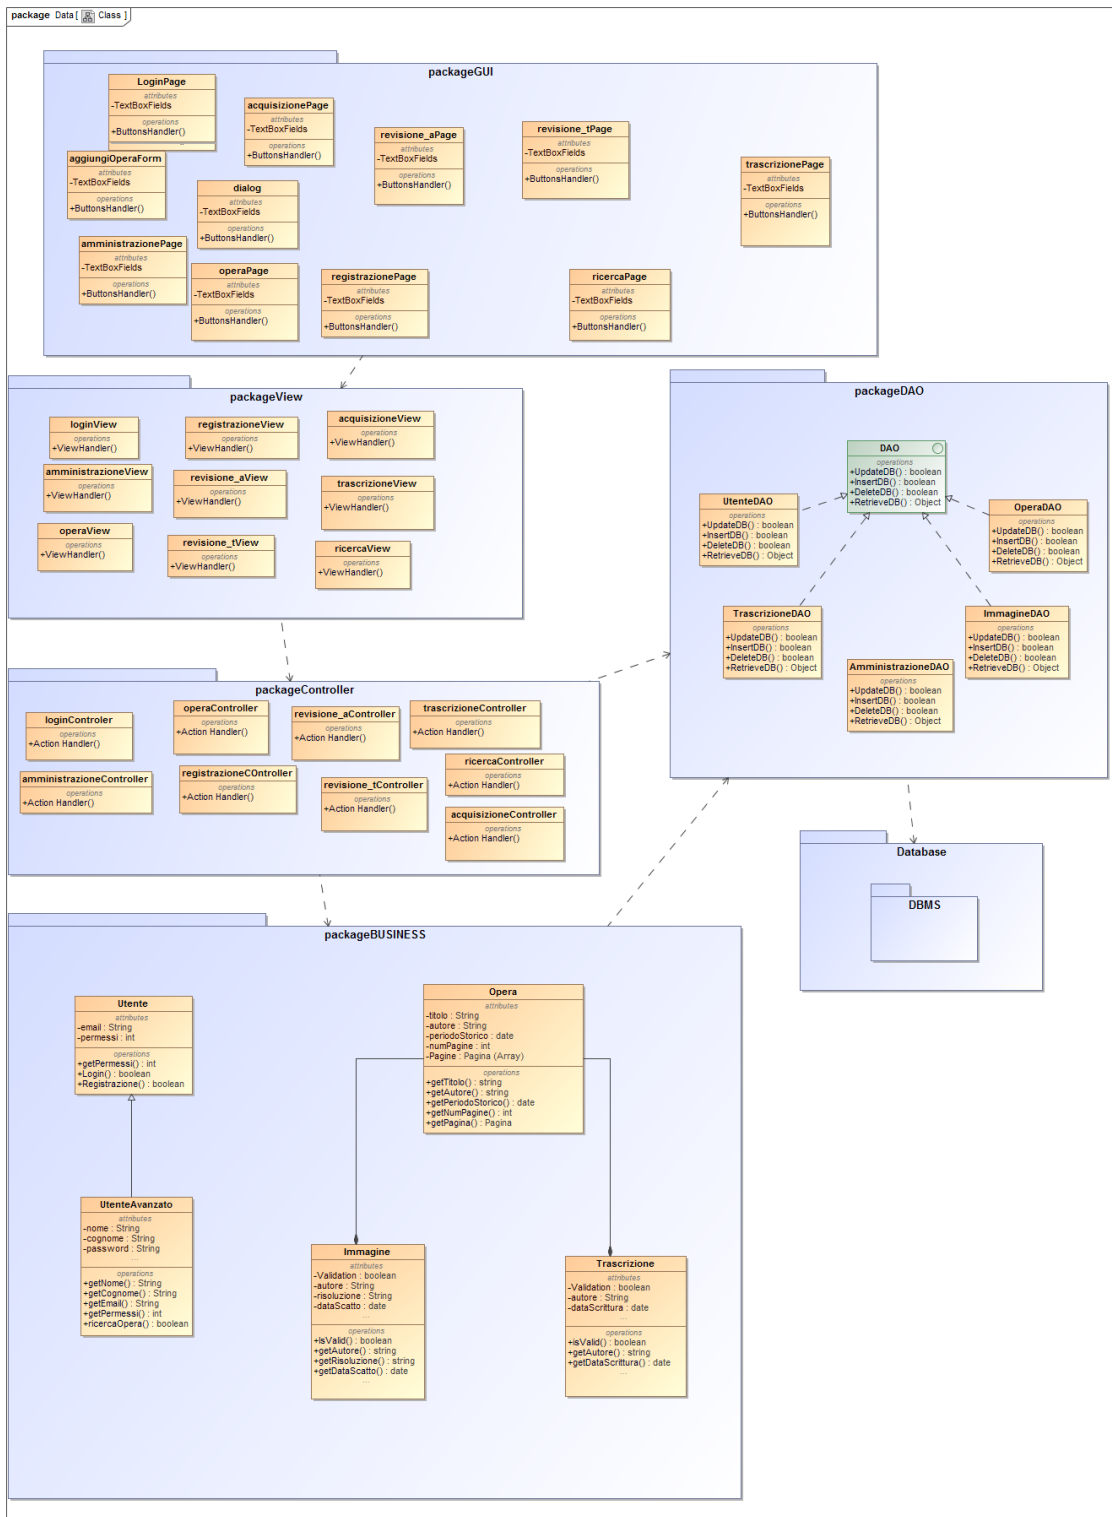 package Data [ Class ]
packageGUI
LoginPage
attributes
-TextBoxFields
operations
+ButtonsHandler()
acquisizionePage
attributes
-TextBoxFields
operations
+ButtonsHandler()
revisione_aPage
attributes
-TextBoxFields
operations
+ButtonsHandler()
revisione_tPage
attributes
-TextBoxFields
operations
+ButtonsHandler()
trascrizionePage
attributes
-TextBoxFields
operations
+ButtonsHandler()
aggiungiOperaForm
attributes
-TextBoxFields
operations
+ButtonsHandler()
dialog
attributes
-TextBoxFields
operations
+ButtonsHandler()
amministrazionePage
attributes
-TextBoxFields
operations
+ButtonsHandler()
operaPage
attributes
-TextBoxFields
operations
+ButtonsHandler()
registrazionePage
attributes
-TextBoxFields
operations
+ButtonsHandler()
ricercaPage
attributes
-TextBoxFields
operations
+ButtonsHandler()
packageView
loginView
operations
+ViewHandler()
registrazioneView
operations
+ViewHandler()
acquisizioneView
operations
+ViewHandler()
amministrazioneView
operations
+ViewHandler()
revisione_aView
operations
+ViewHandler()
trascrizioneView
operations
+ViewHandler()
operaView
operations
+ViewHandler()
revisione_tView
operations
+ViewHandler()
ricercaView
operations
+ViewHandler()
packageDAO
DAO
operations
+UpdateDB() : boolean
+InsertDB() : boolean
+DeleteDB() : boolean
+RetrieveDB() : Object
UtenteDAO
operations
+UpdateDB() : boolean
+InsertDB() : boolean
+DeleteDB() : boolean
+RetrieveDB() : Object
OperaDAO
operations
+UpdateDB() : boolean
+InsertDB() : boolean
+DeleteDB() : boolean
+RetrieveDB() : Object
TrascrizioneDAO
operations
+UpdateDB() : boolean
+InsertDB() : boolean
+DeleteDB() : boolean
+RetrieveDB() : Object
ImmagineDAO
operations
+UpdateDB() : boolean
+InsertDB() : boolean
+DeleteDB() : boolean
+RetrieveDB() : Object
AmministrazioneDAO
operations
+UpdateDB() : boolean
+InsertDB() : boolean
+DeleteDB() : boolean
+RetrieveDB() : Object
packageController
loginControler
operations
+Action Handler()
operaController
operations
+Action Handler()
revisione_aController
operations
+Action Handler()
trascrizioneController
operations
+Action Handler()
amministrazioneController
operations
+Action Handler()
registrazioneCOntroller
operations
+Action Handler()
revisione_tController
operations
+Action Handler()
ricercaController
operations
+Action Handler()
acquisizioneController
operations
+Action Handler()
Database
DBMS
packageBUSINESS
Utente
attributes
-email : String
-permessi : int
operations
+getPermessi() : int
+Login() : boolean
+Registrazione() : boolean
Opera
attributes
-titolo : String
-autore : String
-periodoStorico : date
-numPagine : int
-Pagine : Pagina (Array)
operations
+getTitolo() : string
+getAutore() : string
+getPeriodoStorico() : date
+getNumPagine() : int
+getPagina() : Pagina
UtenteAvanzato
attributes
-nome : String
-cognome : String
-password : String
...
operations
+getNome() : String
+getCognome() : String
+getEmail() : String
+getPermessi() : int
+ricercaOpera() : boolean
Immagine
attributes
-Validation : boolean
-autore : String
-risoluzione : String
-dataScatto : date
...
operations
+IsValid() : boolean
+getAutore() : string
+getRisoluzione() : string
+getDataScatto() : date
...
Trascrizione
attributes
-Validation : boolean
-autore : String
-dataScrittura : date
...
operations
+isValid() : boolean
+getAutore() : string
+getDataScrittura() : date
...